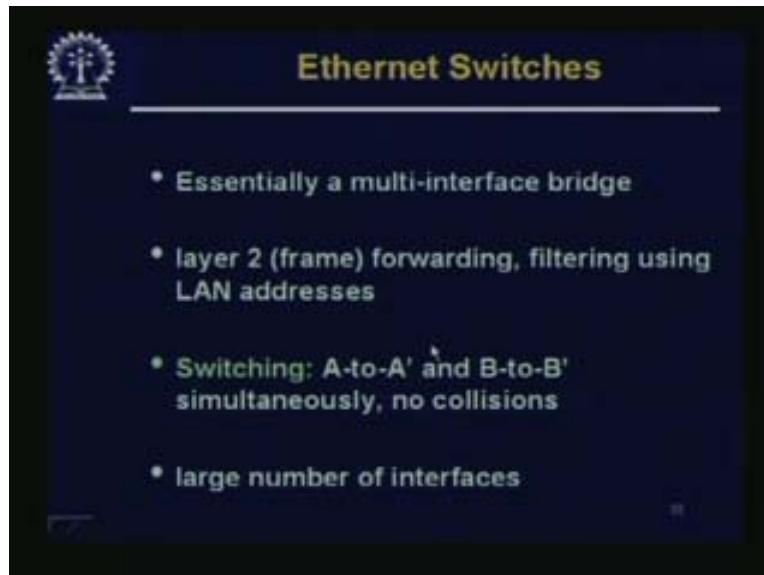 Ethernet Switches
• Essentially a multi-interface bridge
• layer 2 (frame) forwarding, filtering using
LAN addresses
• Switching: A-to-A' and B-to-B'
simultaneously, no collisions
• large number of interfaces